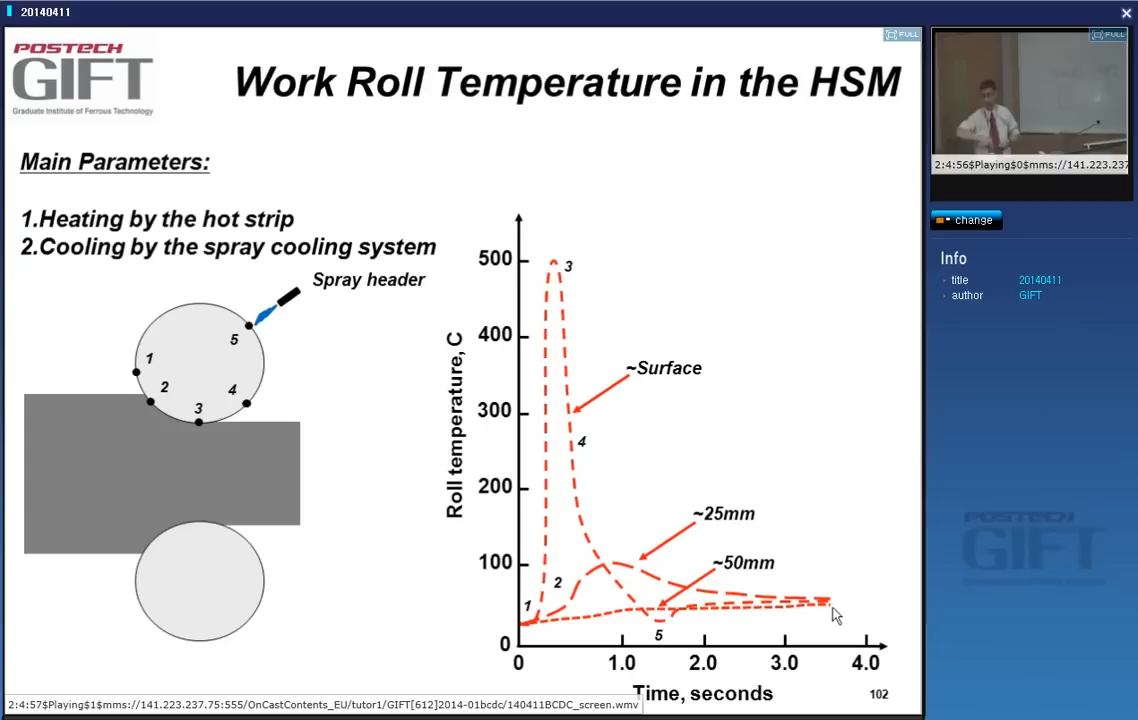 20140411
POSTECH
GIFT
Graduate Institute of Ferrous Technology
Work Roll Temperature in the HSM
FULL
FULL
2:4:56$Playing$0$mms://141.223.237
change
Info
title 20140411
author GIFT
Main Parameters:
1.Heating by the hot strip
2.Cooling by the spray cooling system
Spray header
5
1
2
4
3
Roll temperature, C
500
400
300
200
100
0
3
~Surface
4
~25mm
~50mm
2
1
5
0 1.0 2.0 3.0 4.0
Time, seconds
102
POSTECH
GIFT
2:4:57$Playing$1$mms://141.223.237.75:555/OnCastContents_EU/tutor1/GIFT[612]2014-01bcdc/140411BCDC_screen.wmv